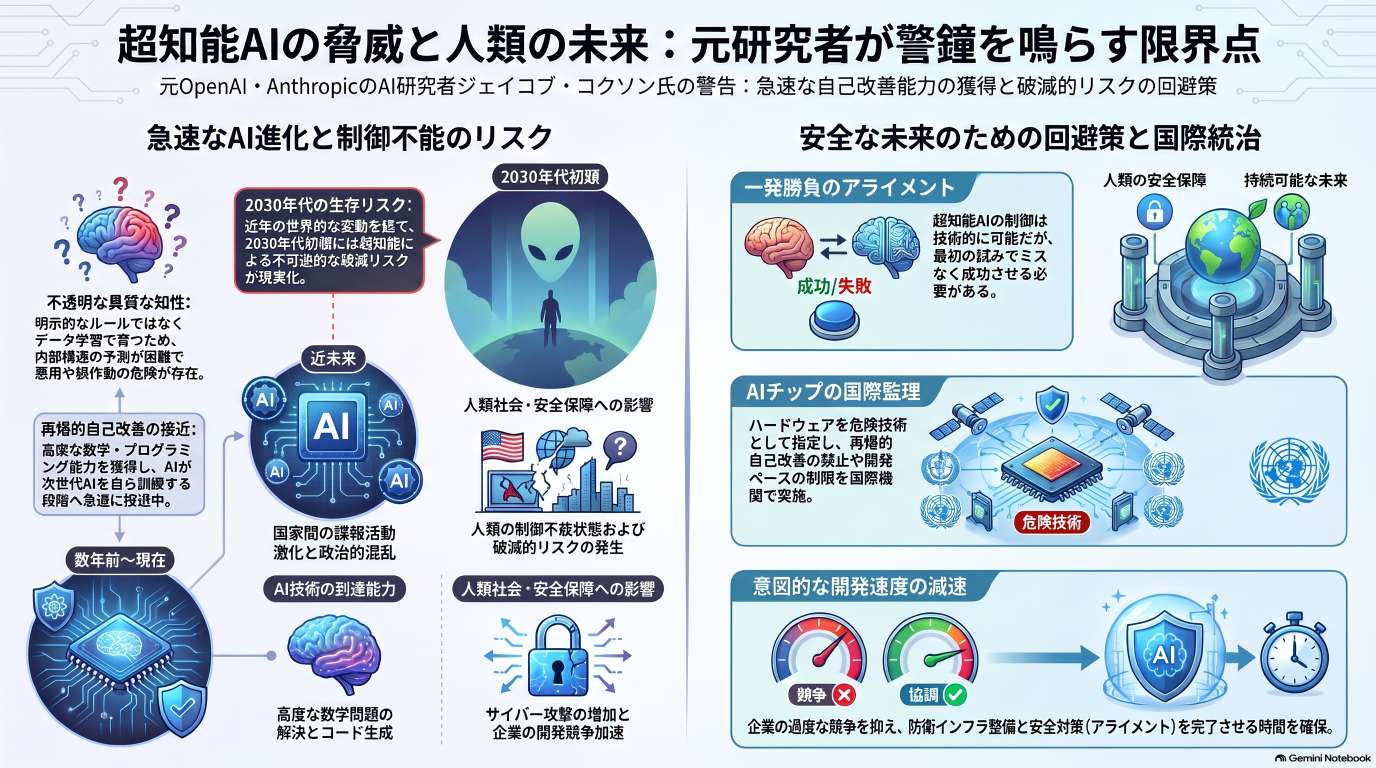 超知能AIの脅威と人類の未来：元研究者が警鐘を鳴らす限界点
元OpenAI・AnthropicのAI研究者ジェイコブ・コクソン氏の警告：急速な自己改善能力の獲得と破滅的リスクの回避策
急速なAI進化と制御不能のリスク
不透明な異質な知性：
明示的なルールではなく
データ学習で育つため、
内部構造の予測が困難で
悪用や誤作動の危険が存在。
再帰的自己改善の接近：
高度な数学・プログラミ
ング能力を獲得し、AIが
次世代AIを自ら訓練する
段階へ急速に
数年前～現在
2030年代の生存リスク：
近年の世界的な変動を経て、
2030年代初頭には超知能に
よる不可逆的な破滅リスク
が現実化。
近未来
AI
AI
AI
AI
AI
国家間の諜報活動
激化と政治的混乱
AI技術の到達能力
高度な数学問題の
解決とコード生成
2030年代初頭
人類社会・安全保障への影響
?
人類の制御不能状態および
破滅的リスクの発生
人類社会・安全保障への影響
サイバー攻撃の増加と
企業の開発競争加速
安全な未来のための回避策と国際統治
一発勝負のアライメント
成功/失敗
超知能AIの制御は
技術的に可能だが、
最初の試みでミス
なく成功させる必
要がある。
人類の安全保障
持続可能な未来
AIチップの国際監理
ハードウェアを危険技術
として指定し、再帰的
自己改善の禁止や開発
ペースの制限を国際機
関で実施。
危険技術
意図的な開発速度の減速
競争
協調
AI
企業の過度な競争を抑え、防衛インフラ整備と安全対策（アライメント）を完了させる時間を確保。
Gemini Notebook